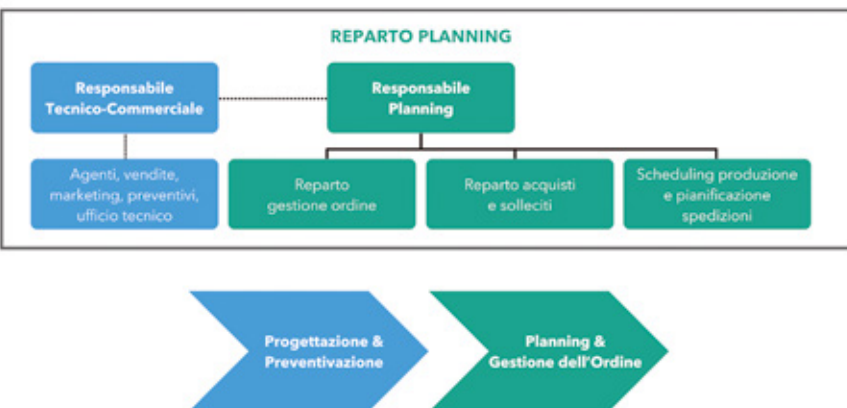 REPARTO PLANNING
Responsabile
Tecnico-Commerciale
Responsabile
Planning
Agenti, vendite,
marketing, preventivi,
ufficio tecnico
Reparto
gestione ordine
Reparto acquisti
e solleciti
Scheduling produzione
e pianificazione
spedizioni
Progettazione &
Preventivazione
Planning &
Gestione dell'Ordine